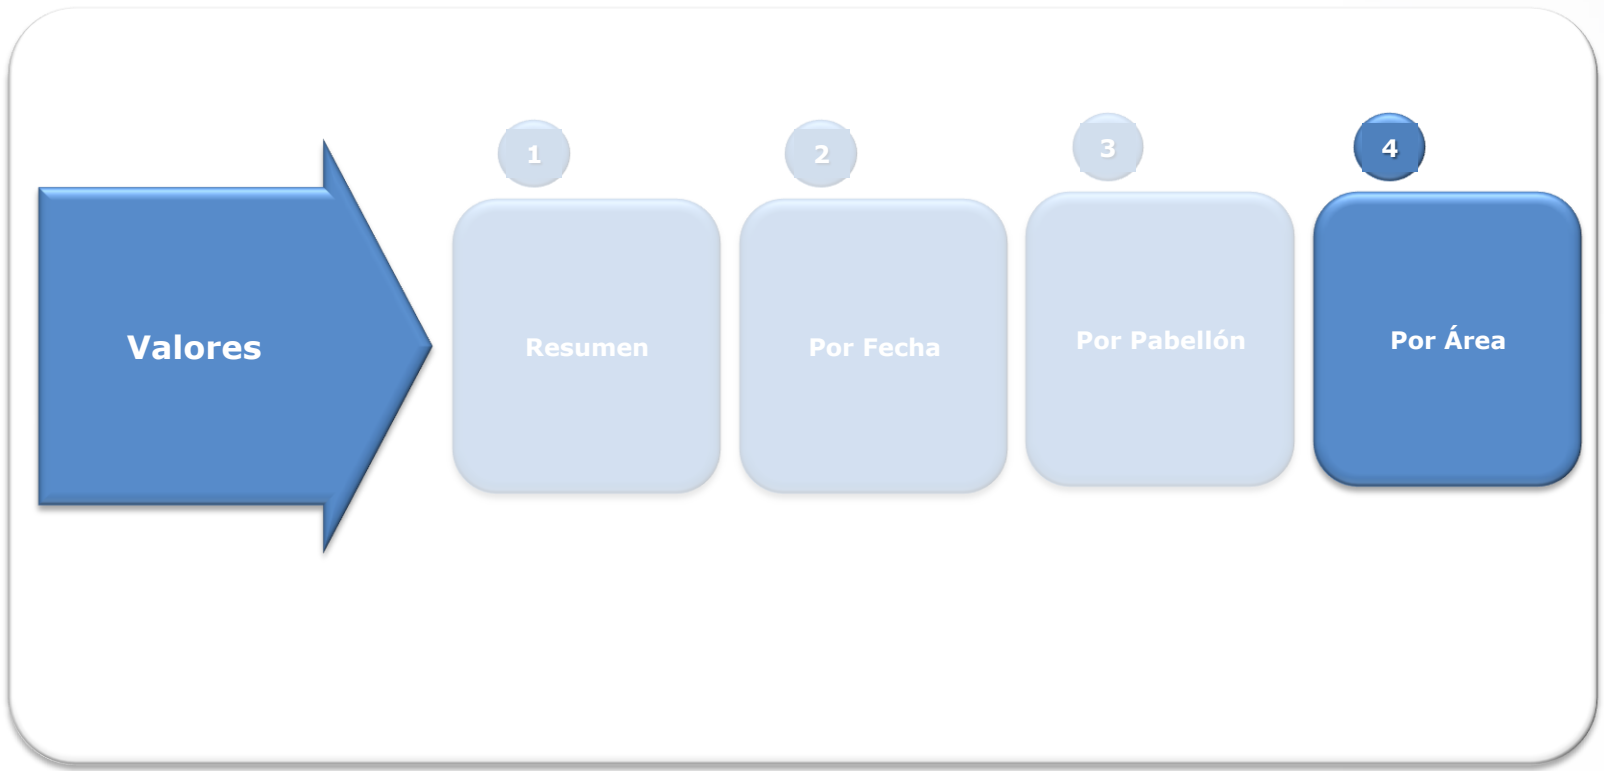 Valores
1
Resumen
2
Por Fecha
3
Por Pabellón
4
Por Área